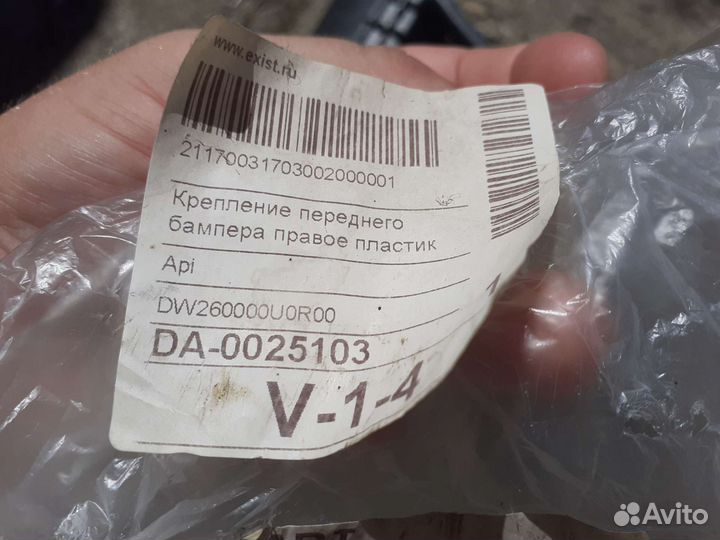 www.exist.ru
21170031703002000001
Крепление переднего
бампера правое пластик
Api
DW260000U0R00
DA-0025103
V-1-4
Avito